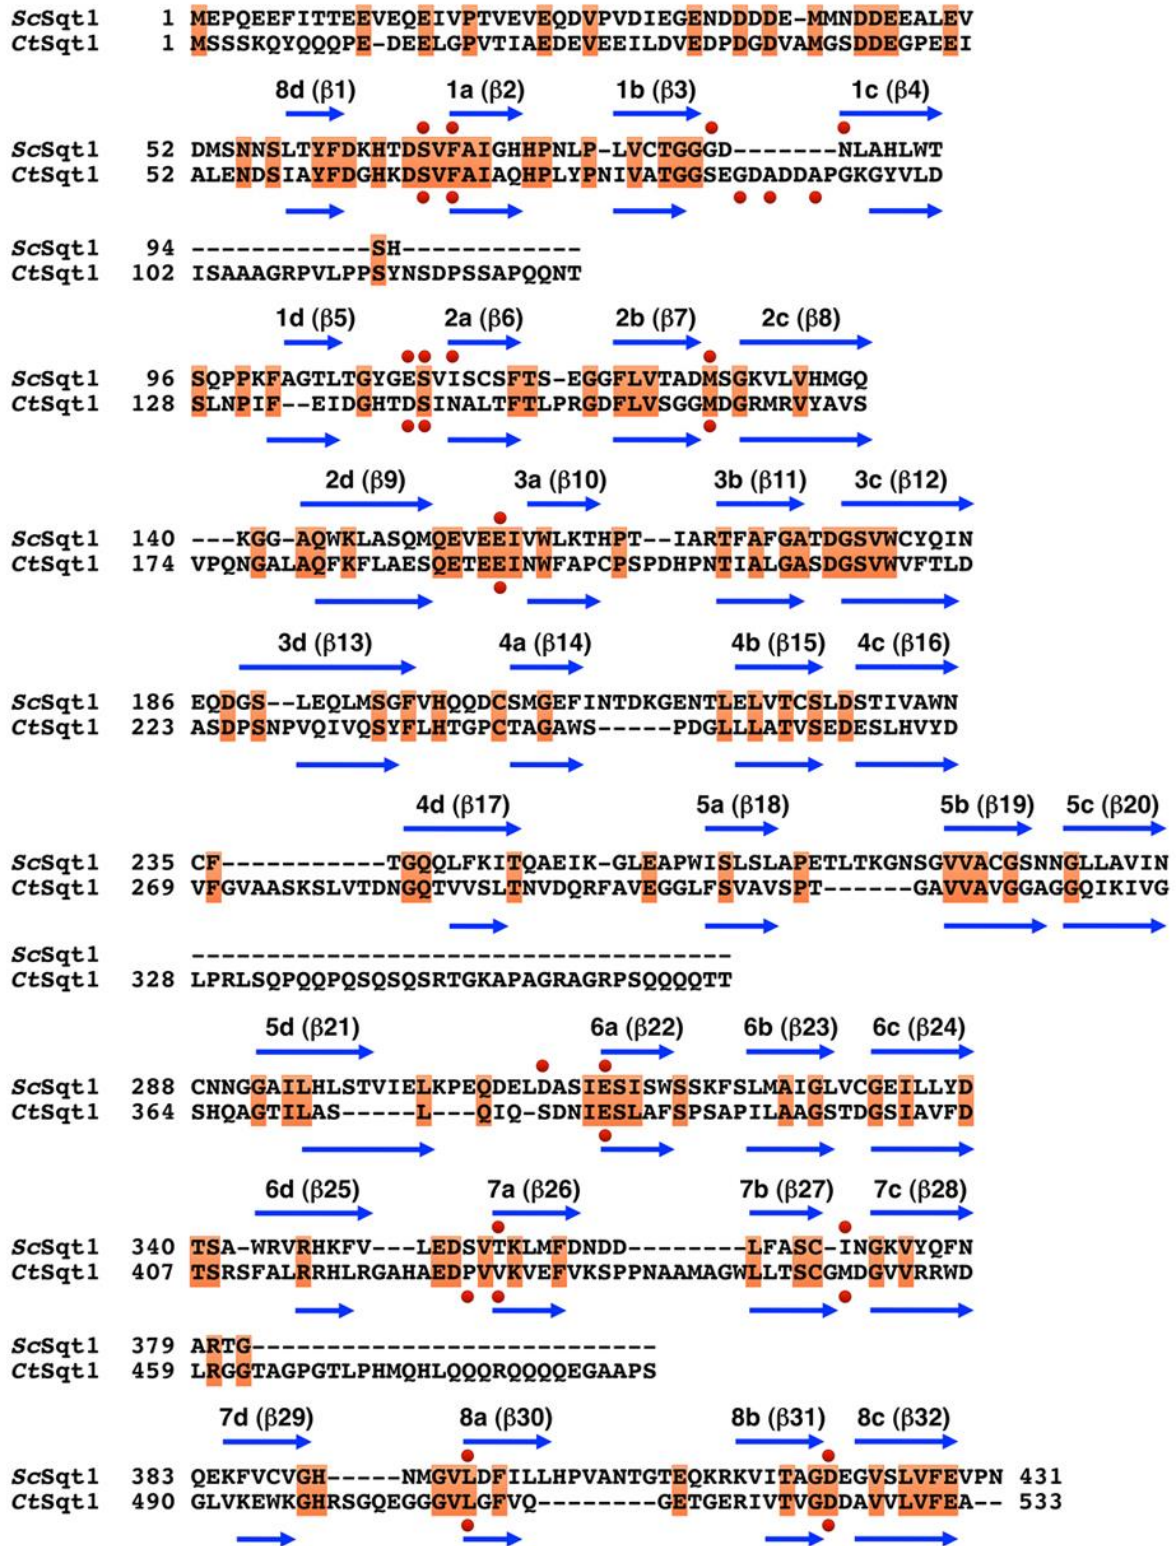 ScSqt1 1 MEPQEEFITTEEVEQEIVPTVEVEQDVPVDIEGENDDDDE-MMNDDEEALEV
CtSqt1 1 MSSSKQYQQQPE-DEELGPVTIAEDEVEEILDVEDPDGDVAMGSDDEGPEEI
8d (β1) 1a (β2) 1b (β3) 1c (β4)
ScSqt1 52 DMSNNSLTYFDKHTDSVFAIGHHPNLP-LVCTGGGD-------NLAHLWT
CtSqt1 52 ALENDSIAYFDGHKDSVFAIAQHPLYPNIVATGGSEGDADDAPGKGYVLD
ScSqt1 94 ------------SH------------
CtSqt1 102 ISAAAGRPVLPPSYNSDPSSAPQQNT
1d (β5) 2a (β6) 2b (β7) 2c (β8)
ScSqt1 96 SQPPKFAGTLTGYGESVISCSFTS-EGGFLVTADMSGKVLVHMGQ
CtSqt1 128 SLNPIF--EIDGHTDSINALTFTLPRGDFLVSGGMDGRMRVYAVS
2d (β9) 3a (β10) 3b (β11) 3c (β12)
ScSqt1 140 ---KGG-AQWKLASQMQEVEEIVWLKTHPT--IARTFAFGATDGSVWCYQIN
CtSqt1 174 VPQNGALAQFKFLAESQETEEINWFAPCPSPDHPNTIALGASDGSVWVFTLD
3d (β13) 4a (β14) 4b (β15) 4c (β16)
ScSqt1 186 EQDGS--LEQLMSGFVHQQDCSMGEFINTDKGENTLELVTCSLDSTIVAWN
CtSqt1 223 ASDPSNPVQIVQSYFLHTGPCTAGAWS-----PDGLLLATVSEDESLHVYD
4d (β17) 5a (β18) 5b (β19) 5c (β20)
ScSqt1 235 CF-----------TGQQLFKITQAEIK-GLEAPWISLSLAPETLTKGNSGVVACGSNNGLLAVIN
CtSqt1 269 VFGVAASKSLVTDNGQTVVSLTNVDQRFAVEGGLFSVAVSPT------GAVVAVGGAGGQIKIVG
ScSqt1 ------------------------------------
CtSqt1 328 LPRLSQPQQPQSQSQSRTGKAPAGRAGRPSQQQQTT
5d (β21) 6a (β22) 6b (β23) 6c (β24)
ScSqt1 288 CNNGGAILHLSTVIELKPEQDELDASIESISWSSKFSLMAIGLVCGEILLYD
CtSqt1 364 SHQAGTILAS-----L---QIQ-SDNIESLAFSPSAPILAAGSTDGSIAVFD
6d (β25) 7a (β26) 7b (β27) 7c (β28)
ScSqt1 340 TSA-WRVRHKFV---LEDSVTKLMFDNDD--------LFASC-INGKVYQFN
CtSqt1 407 TSRSFALRRHLRGAHAEDPVVKVEFVKSPPNAAMAGWLLTSCGMDGVVRRWD
ScSqt1 379 ARTG---------------------------
CtSqt1 459 LRGGTAGPGTLPHMQHLQQQRQQQQEGAAPS
7d (β29) 8a (β30) 8b (β31) 8c (β32)
ScSqt1 383 QEKFVCVGH-----NMGVLDFILLHPVANTGTEQKRKVITAGDEGVSLVFEVPN 431
CtSqt1 490 GLVKEWKGHRSGQEGGGVLGFVQ--------GETGERIVTVGDDAVVLVFEA-- 533